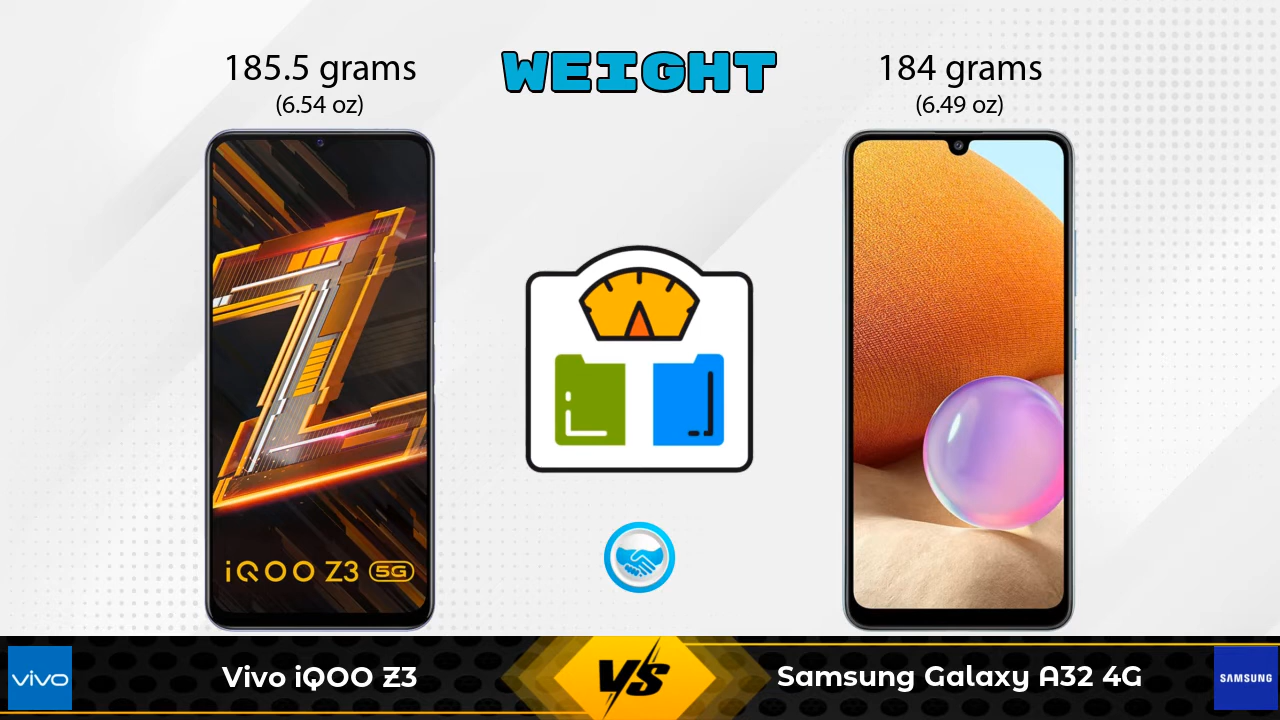 WEIGHT
185.5 grams
(6.54 oz)
184 grams
(6.49 oz)
iQOO Z3 5G
vivo
Vivo iQOO Z3
VS
Samsung Galaxy A32 4G
SAMSUNG